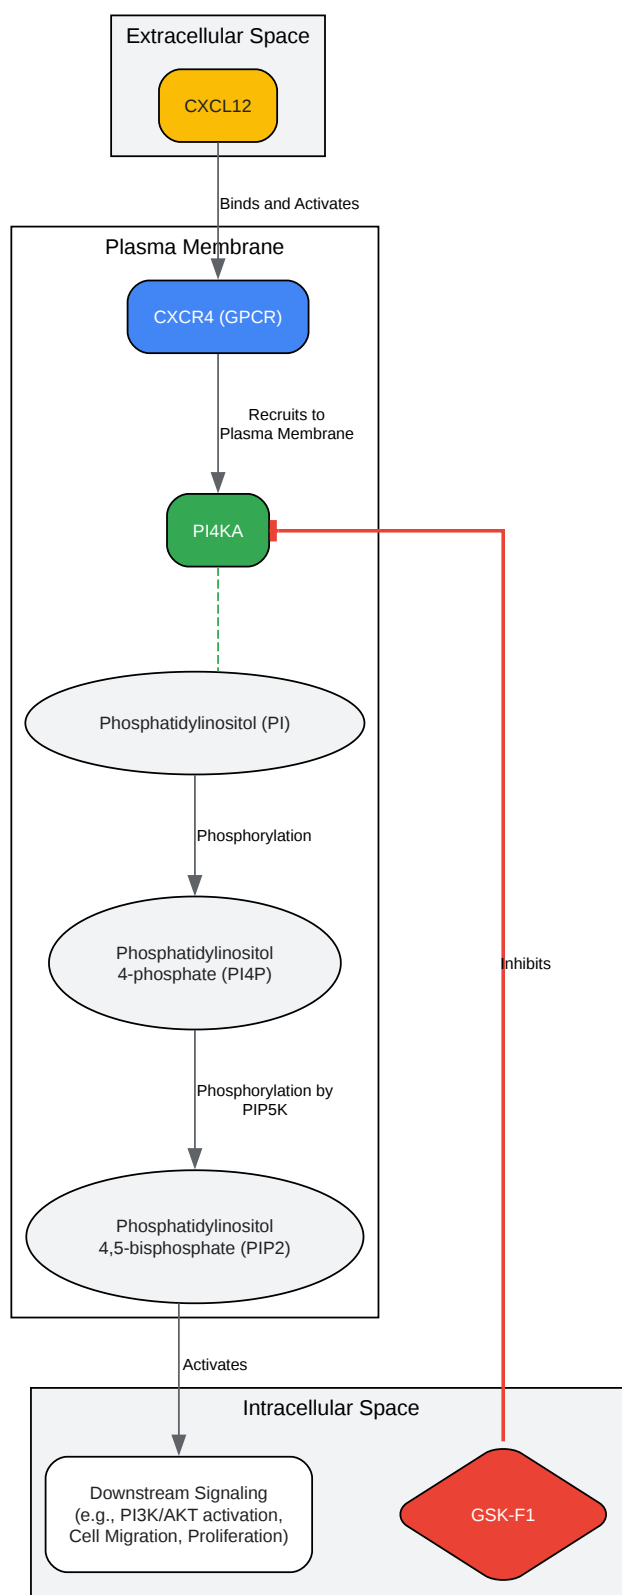 Extracellular Space
CXCL12
Binds and Activates
Plasma Membrane
CXCR4 (GPCR)
Recruits to
Plasma Membrane
PI4KA
Phosphatidylinositol (PI)
Phosphorylation
Phosphatidylinositol
4-phosphate (PI4P)
Inhibits
Phosphorylation by
PIP5K
Phosphatidylinositol
4,5-bisphosphate (PIP2)
Activates
Intracellular Space
Downstream Signaling
(e.g., PI3K/AKT activation,
Cell Migration, Proliferation)
GSK-F1